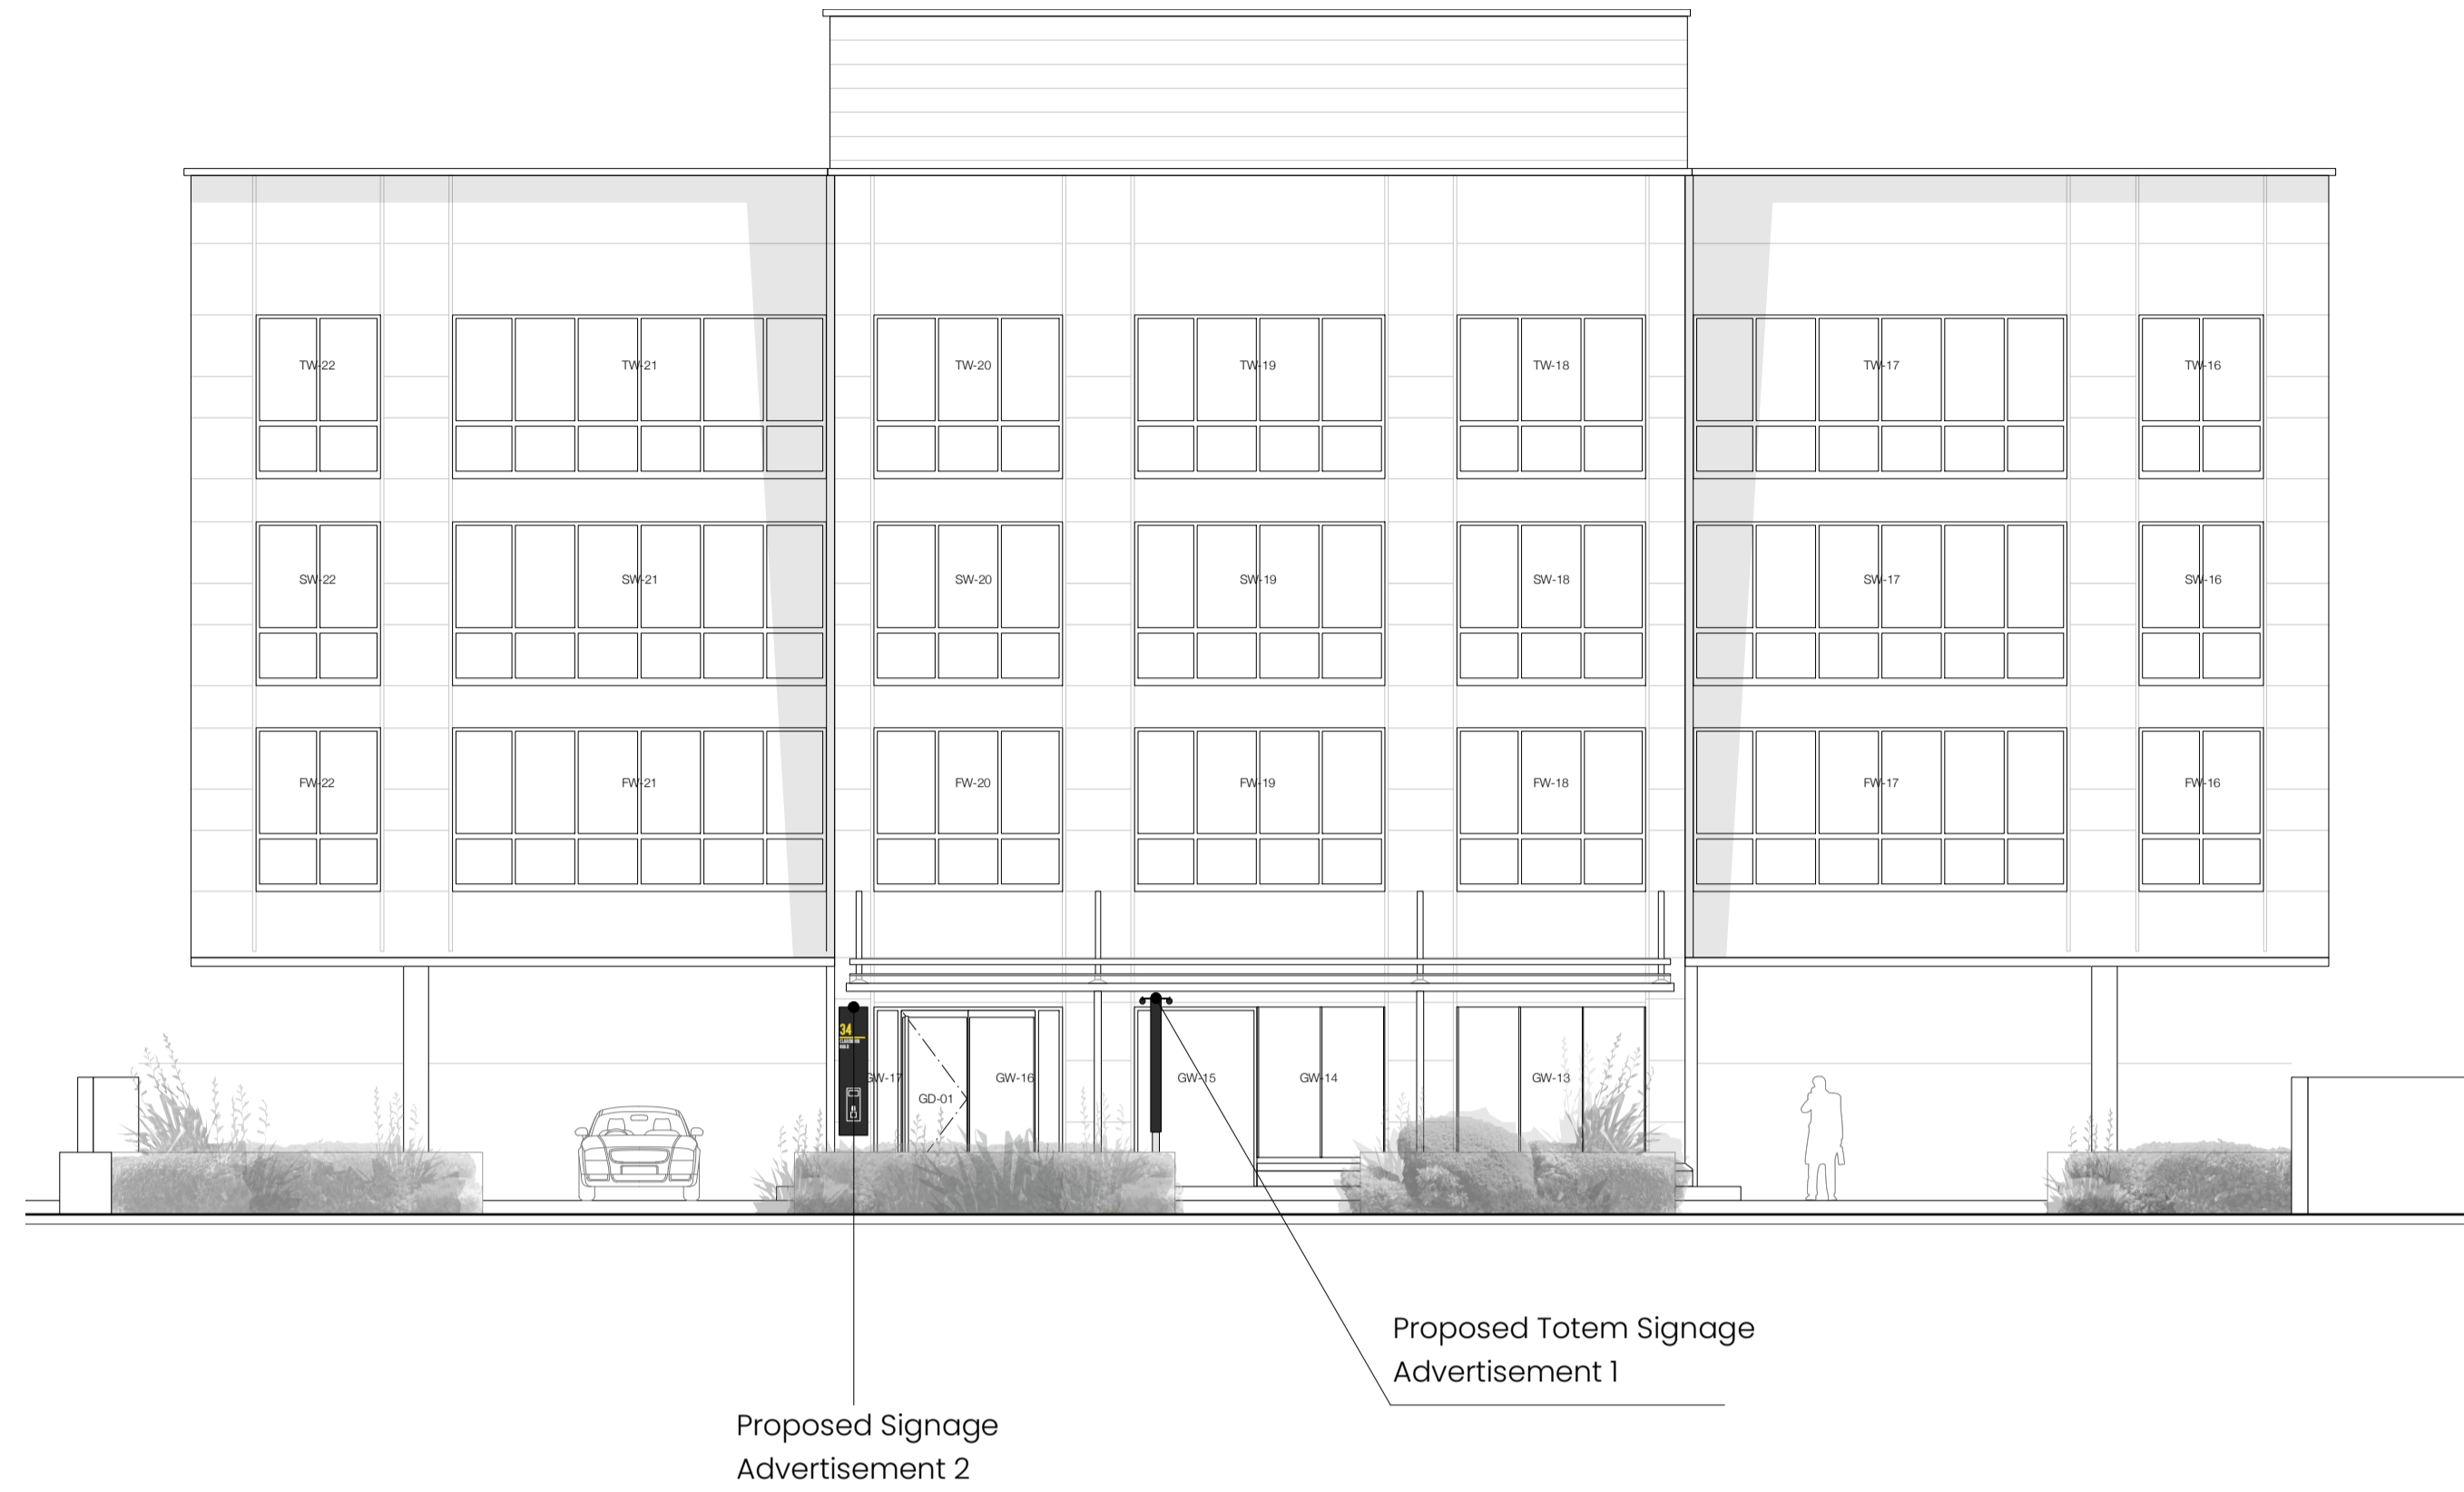 TW-22 TW-21 TW-20 TW-19 TW-18 TW-17 TW-16
SW-22 SW-21 SW-20 SW-19 SW-18 SW-17 SW-16
FW-22 FW-21 FW-20 FW-19 FW-18 FW-17 FW-16
34
GW-17 GW-16 GW-15 GW-14 GW-13
GD-01
Proposed Totem Signage
Advertisement 1
Proposed Signage
Advertisement 2